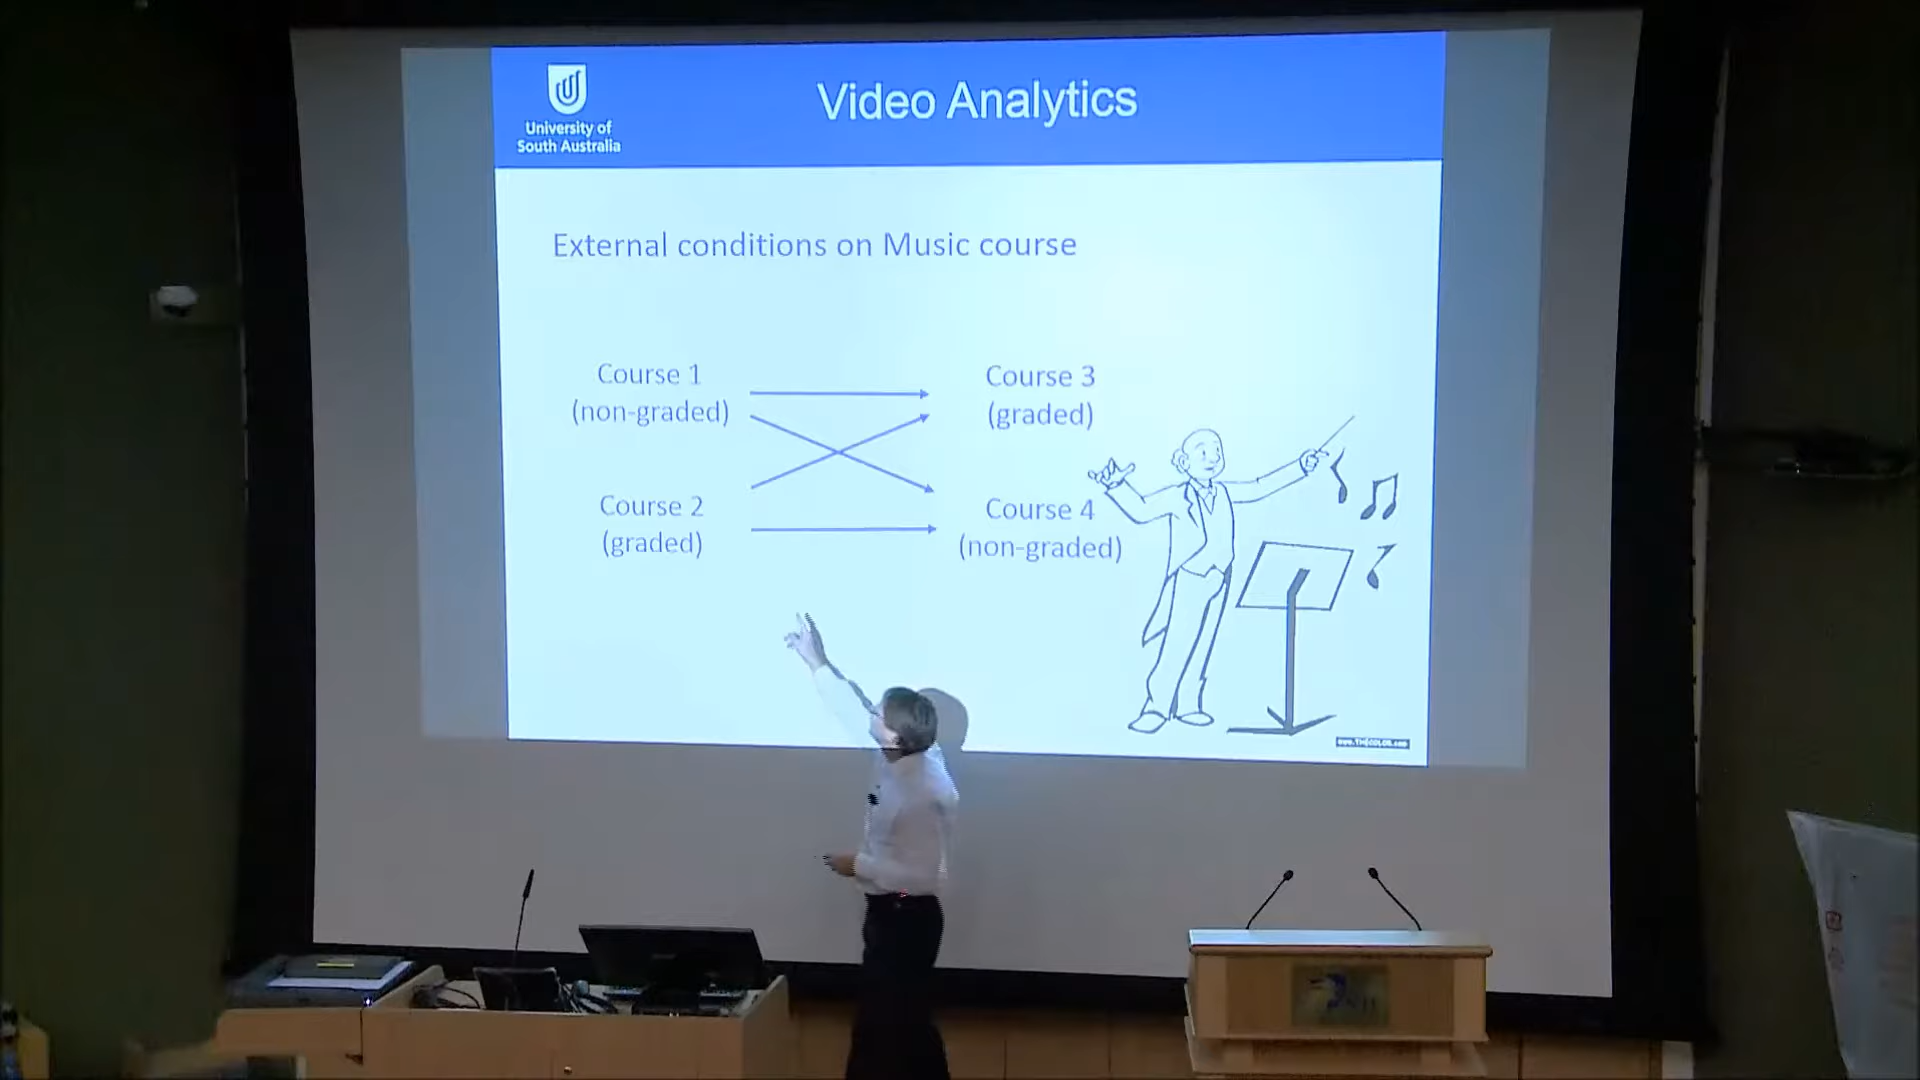 University of
South Australia
Video Analytics
External conditions on Music course
Course 1
(non-graded)
Course 3
(graded)
Course 2
(graded)
Course 4
(non-graded)